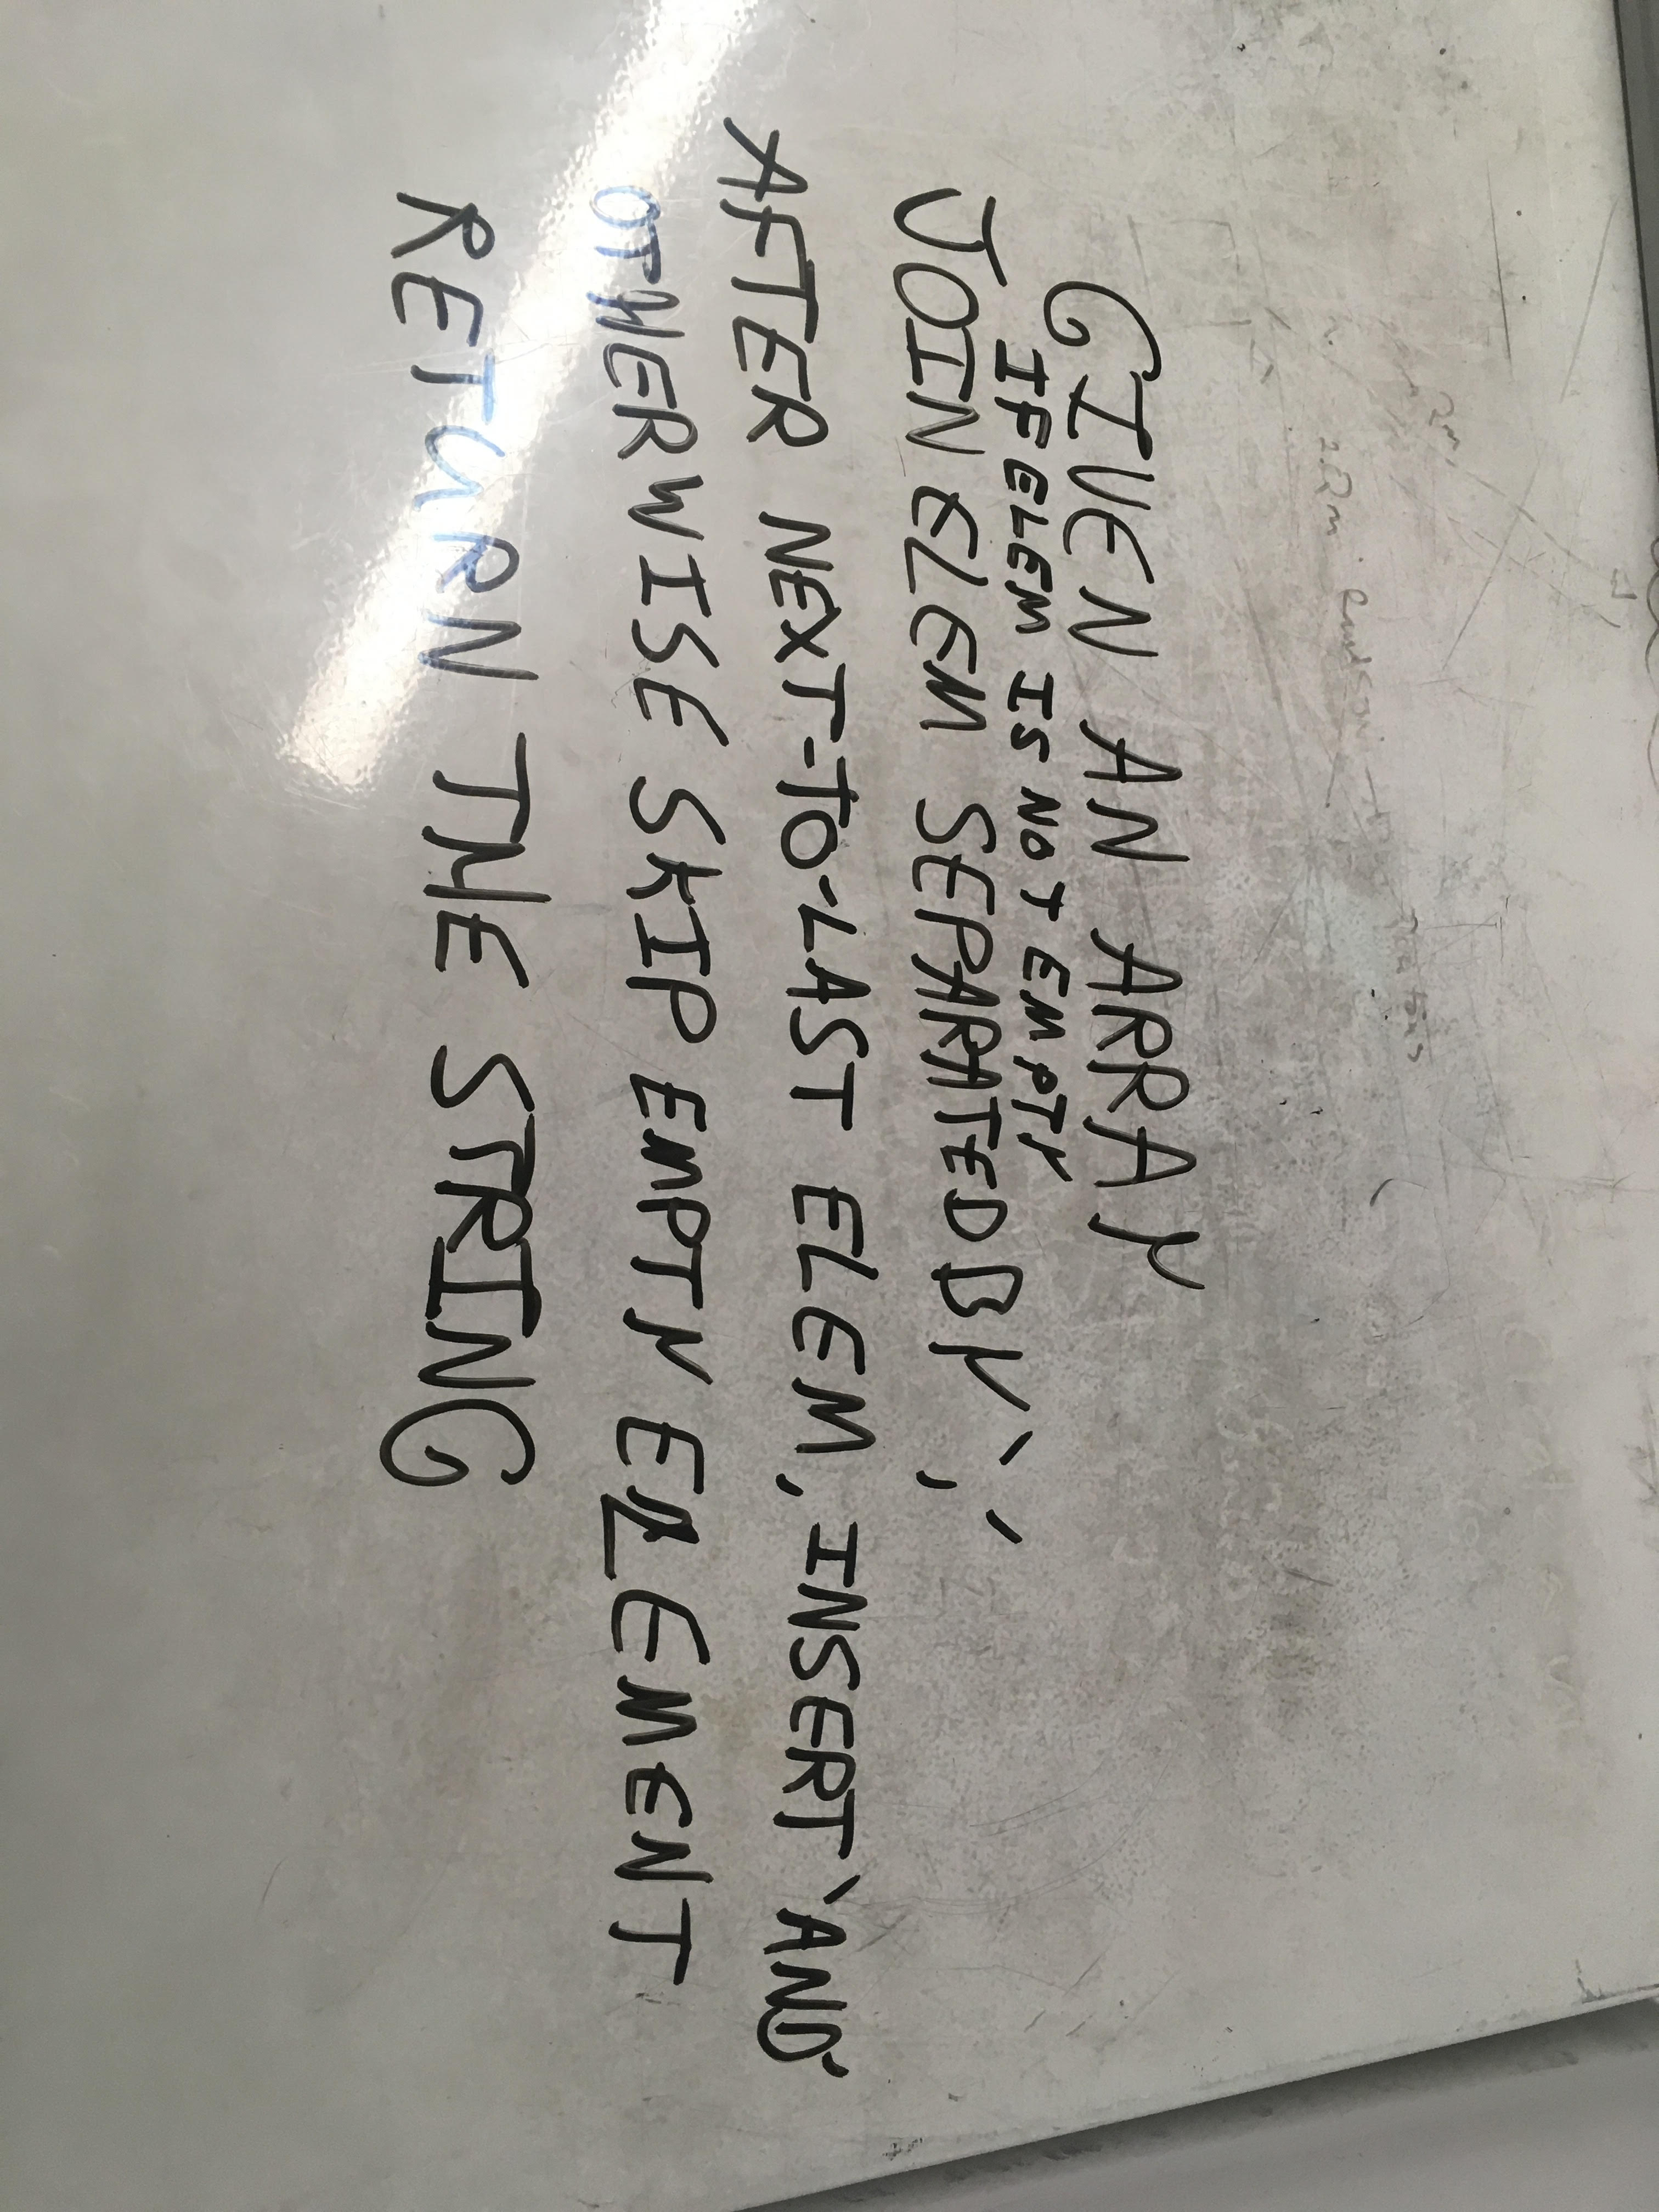 GIVEN AN ARRAY
IF ELEM IS NOT EMPTY
JOIN ELEM SEPARATED BY ‵,′
AFTER NEXT-TO-LAST ELEM, INSERT ‵AND′
OTHERWISE SKIP EMPTY ELEMENT
RETURN THE STRING